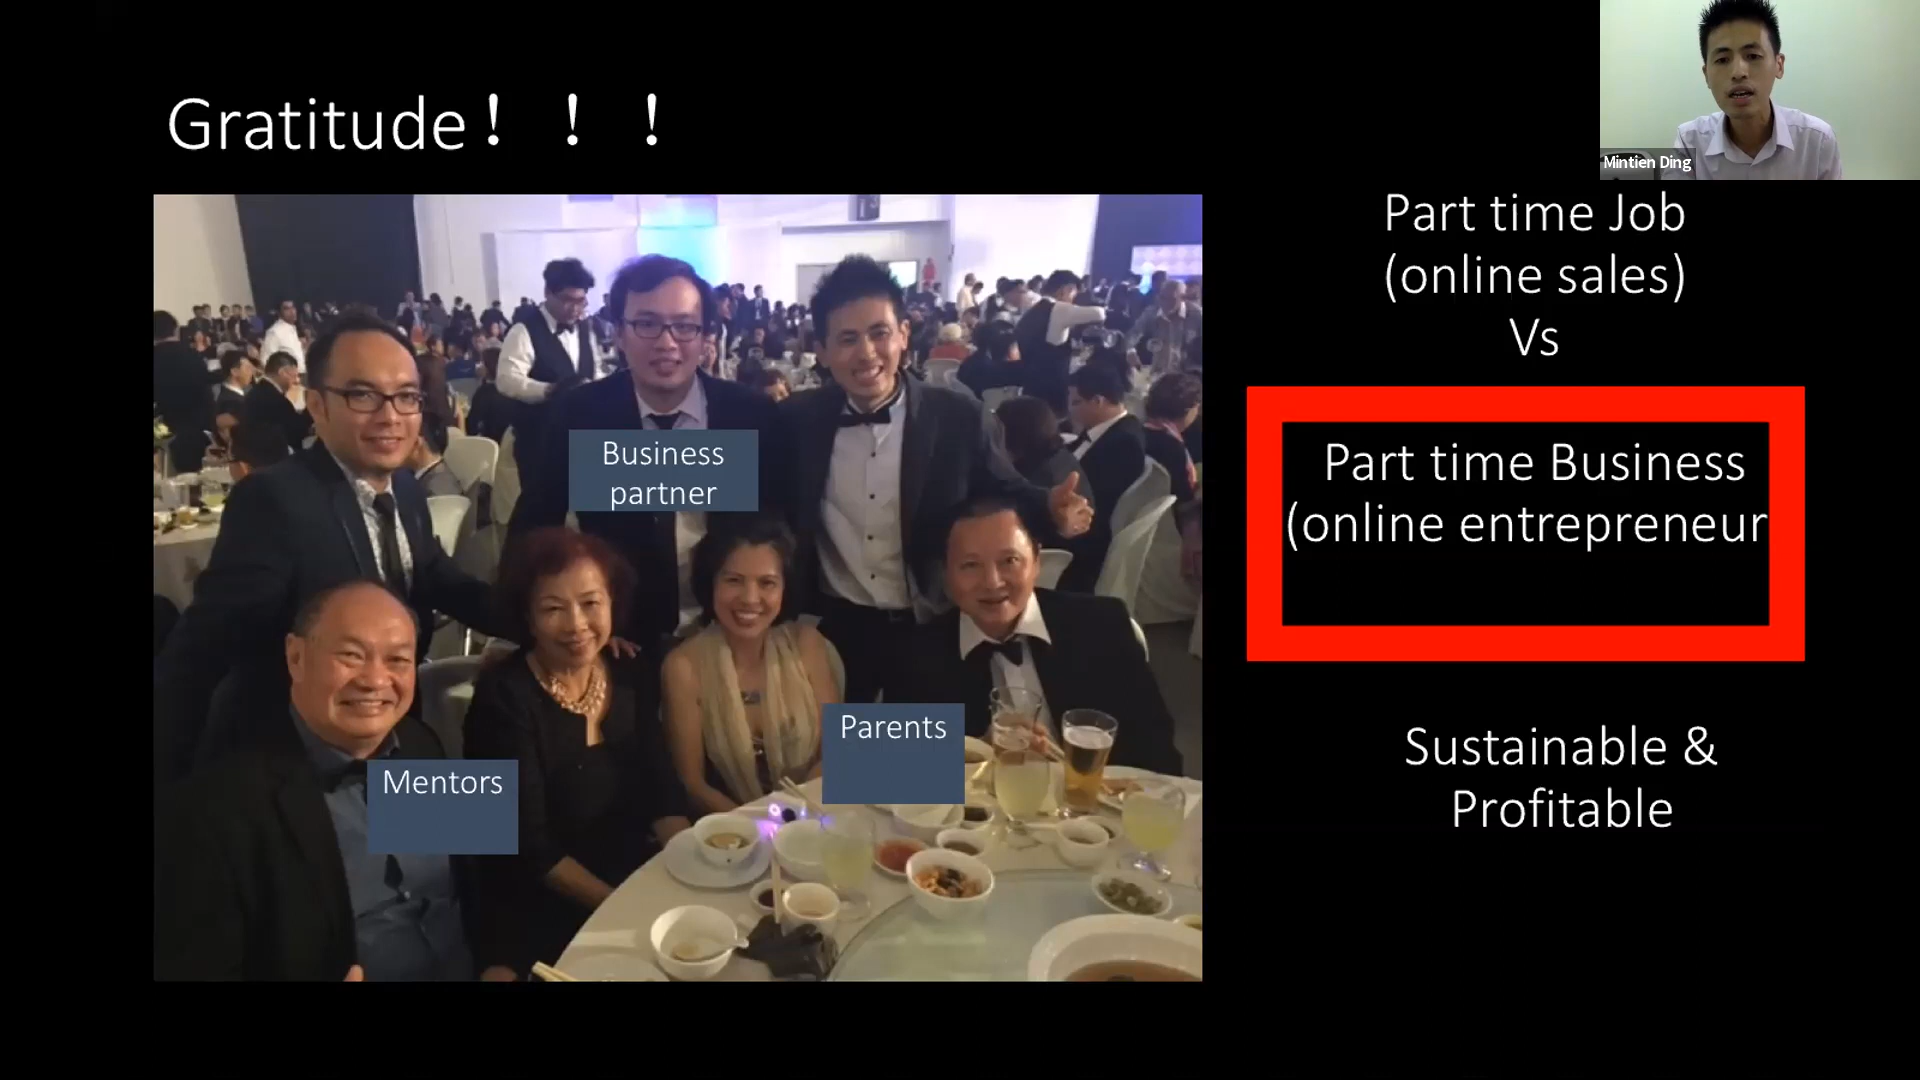 Gratitude！！！
Mintien Ding
Part time Job
(online sales)
Vs
Part time Business
(online entrepreneur
Sustainable &
Profitable
Business
partner
Parents
Mentors